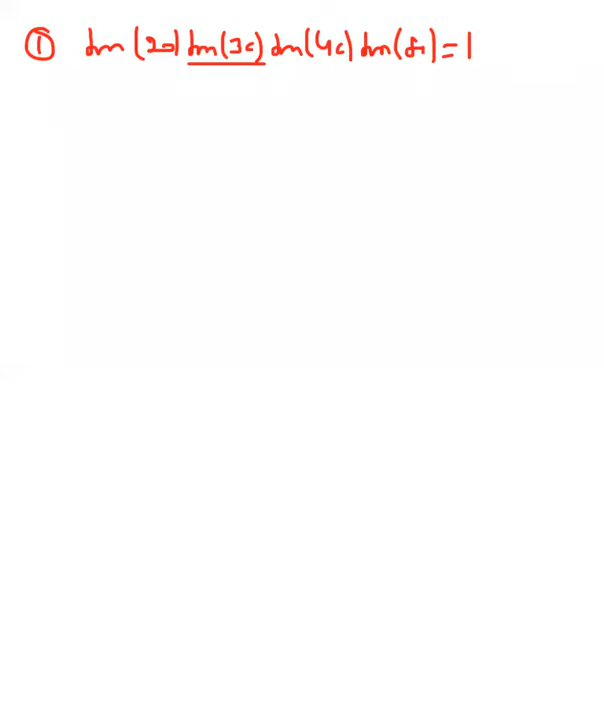 ① tan(20) tan(30) tan(40) tan(80) = 1